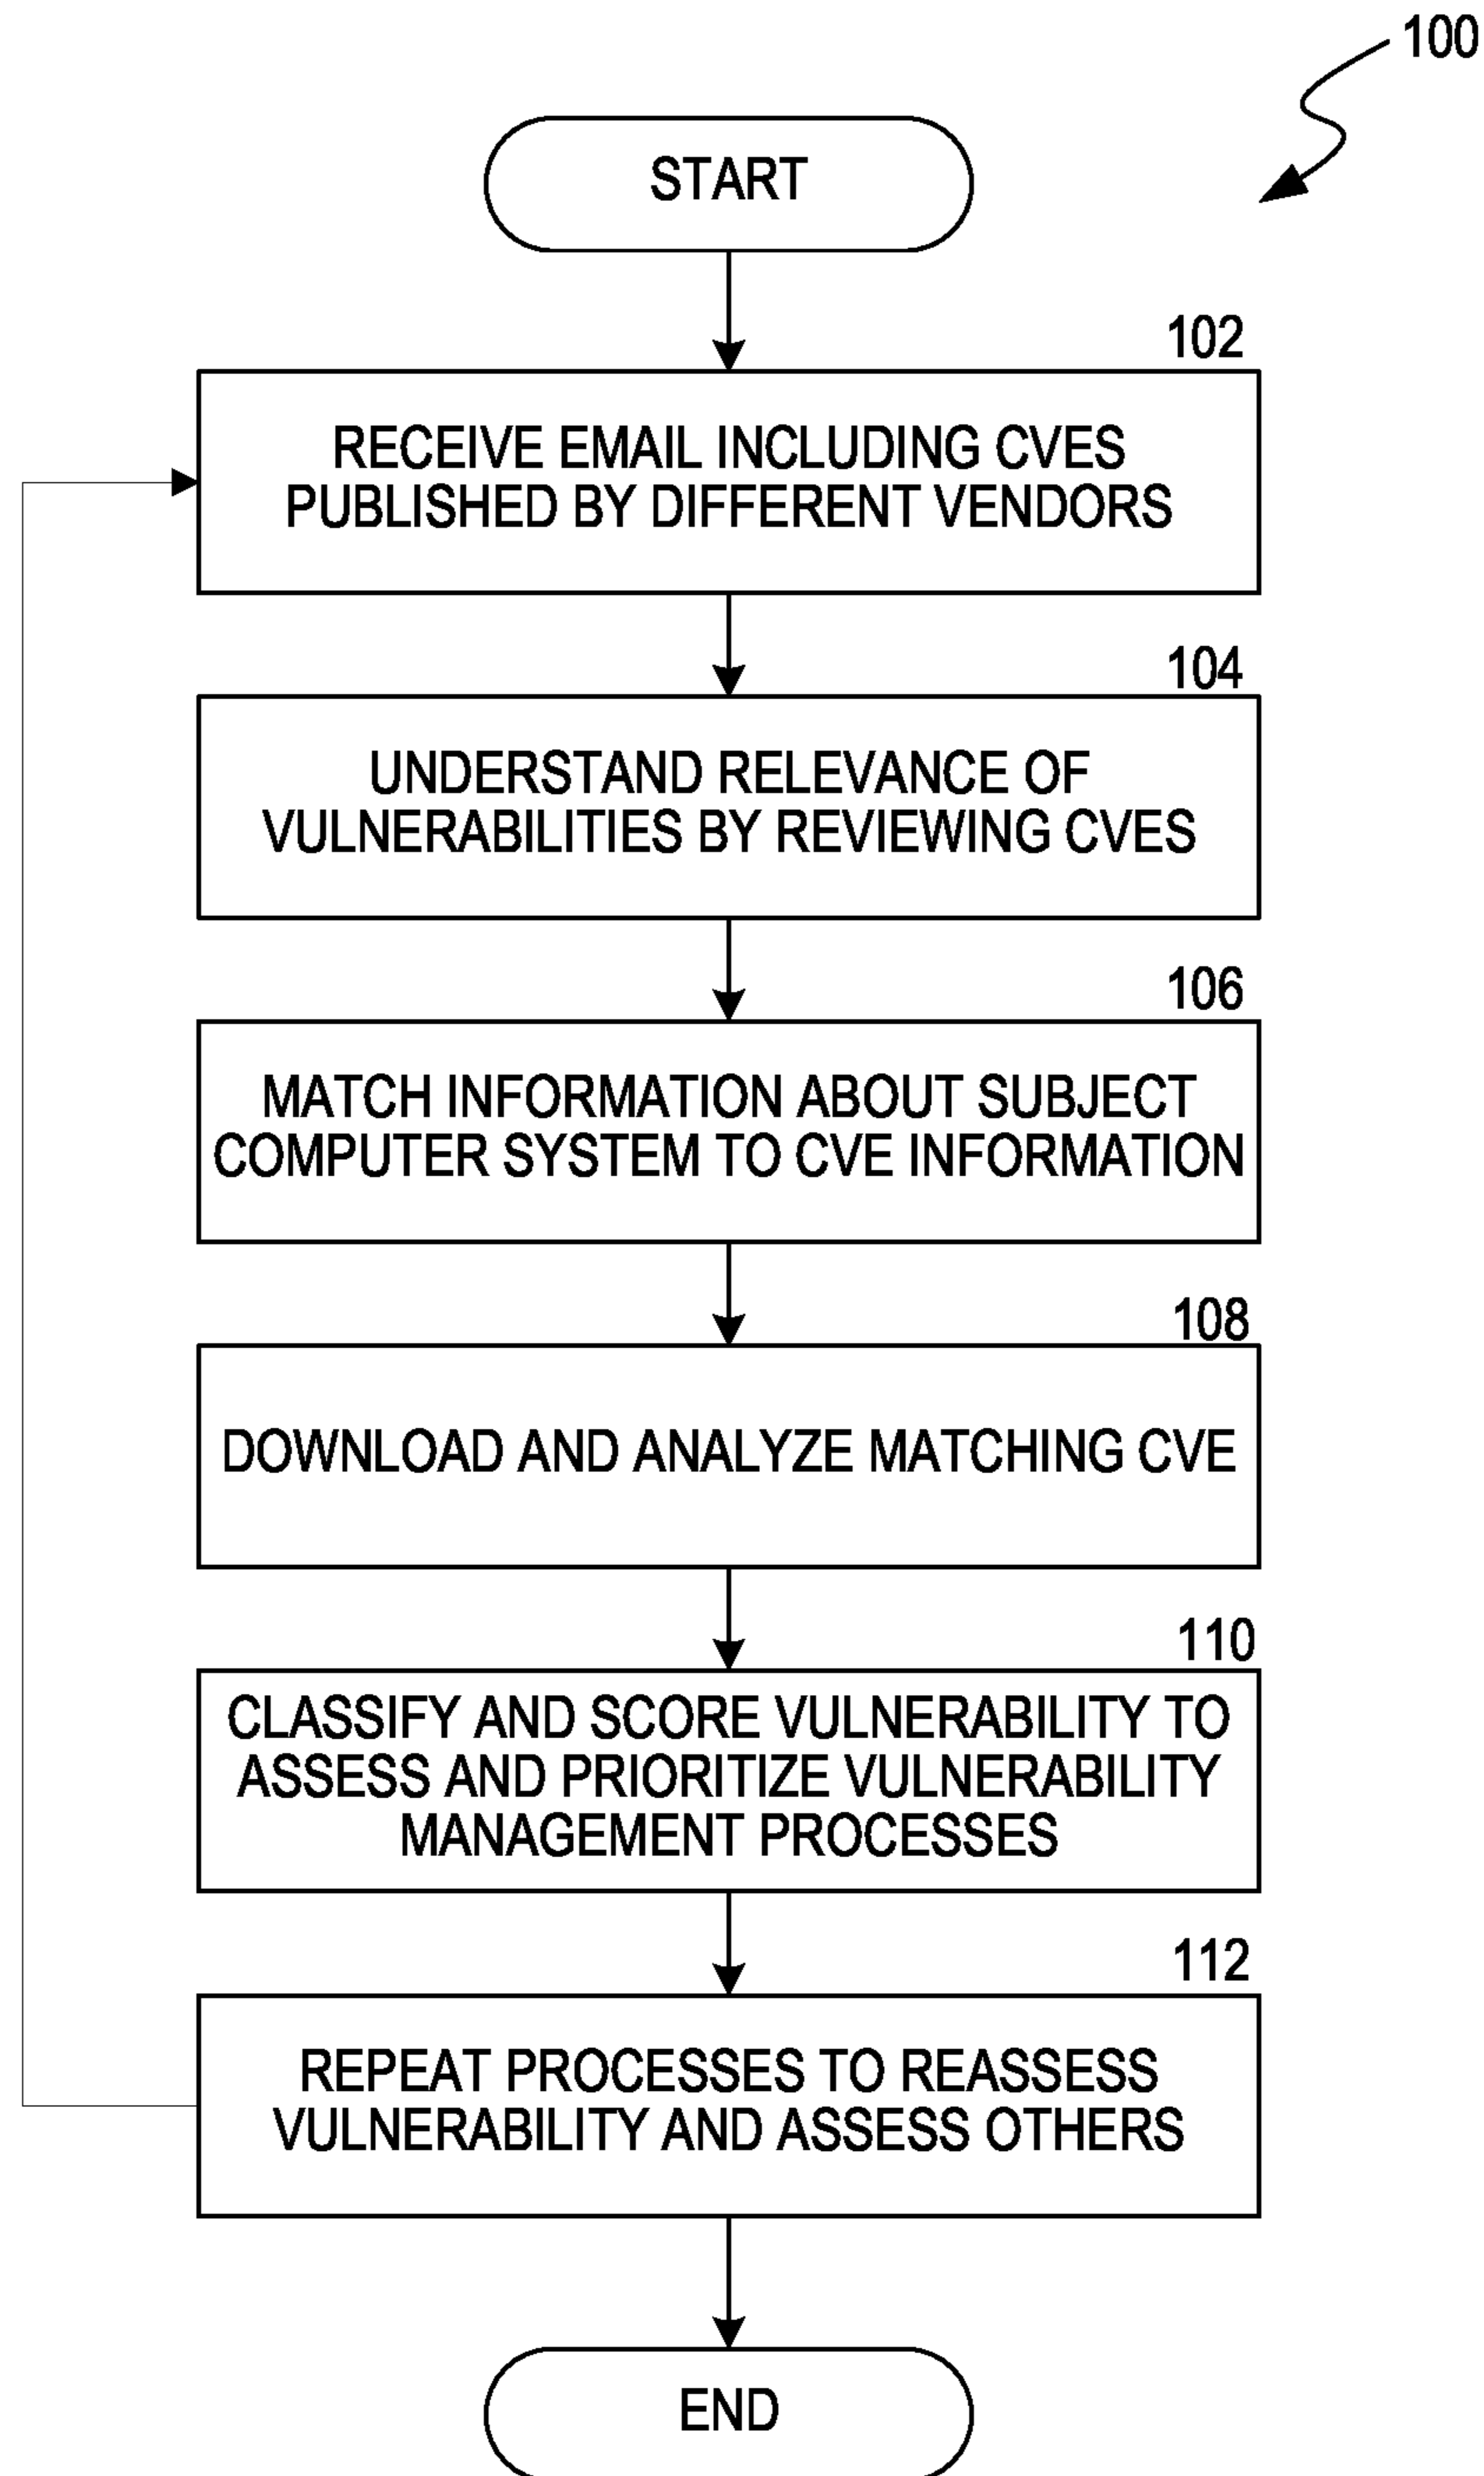 100
START
102
RECEIVE EMAIL INCLUDING CVES
PUBLISHED BY DIFFERENT VENDORS
104
UNDERSTAND RELEVANCE OF
VULNERABILITIES BY REVIEWING CVES
106
MATCH INFORMATION ABOUT SUBJECT
COMPUTER SYSTEM TO CVE INFORMATION
108
DOWNLOAD AND ANALYZE MATCHING CVE
110
CLASSIFY AND SCORE VULNERABILITY TO
ASSESS AND PRIORITIZE VULNERABILITY
MANAGEMENT PROCESSES
112
REPEAT PROCESSES TO REASSESS
VULNERABILITY AND ASSESS OTHERS
END